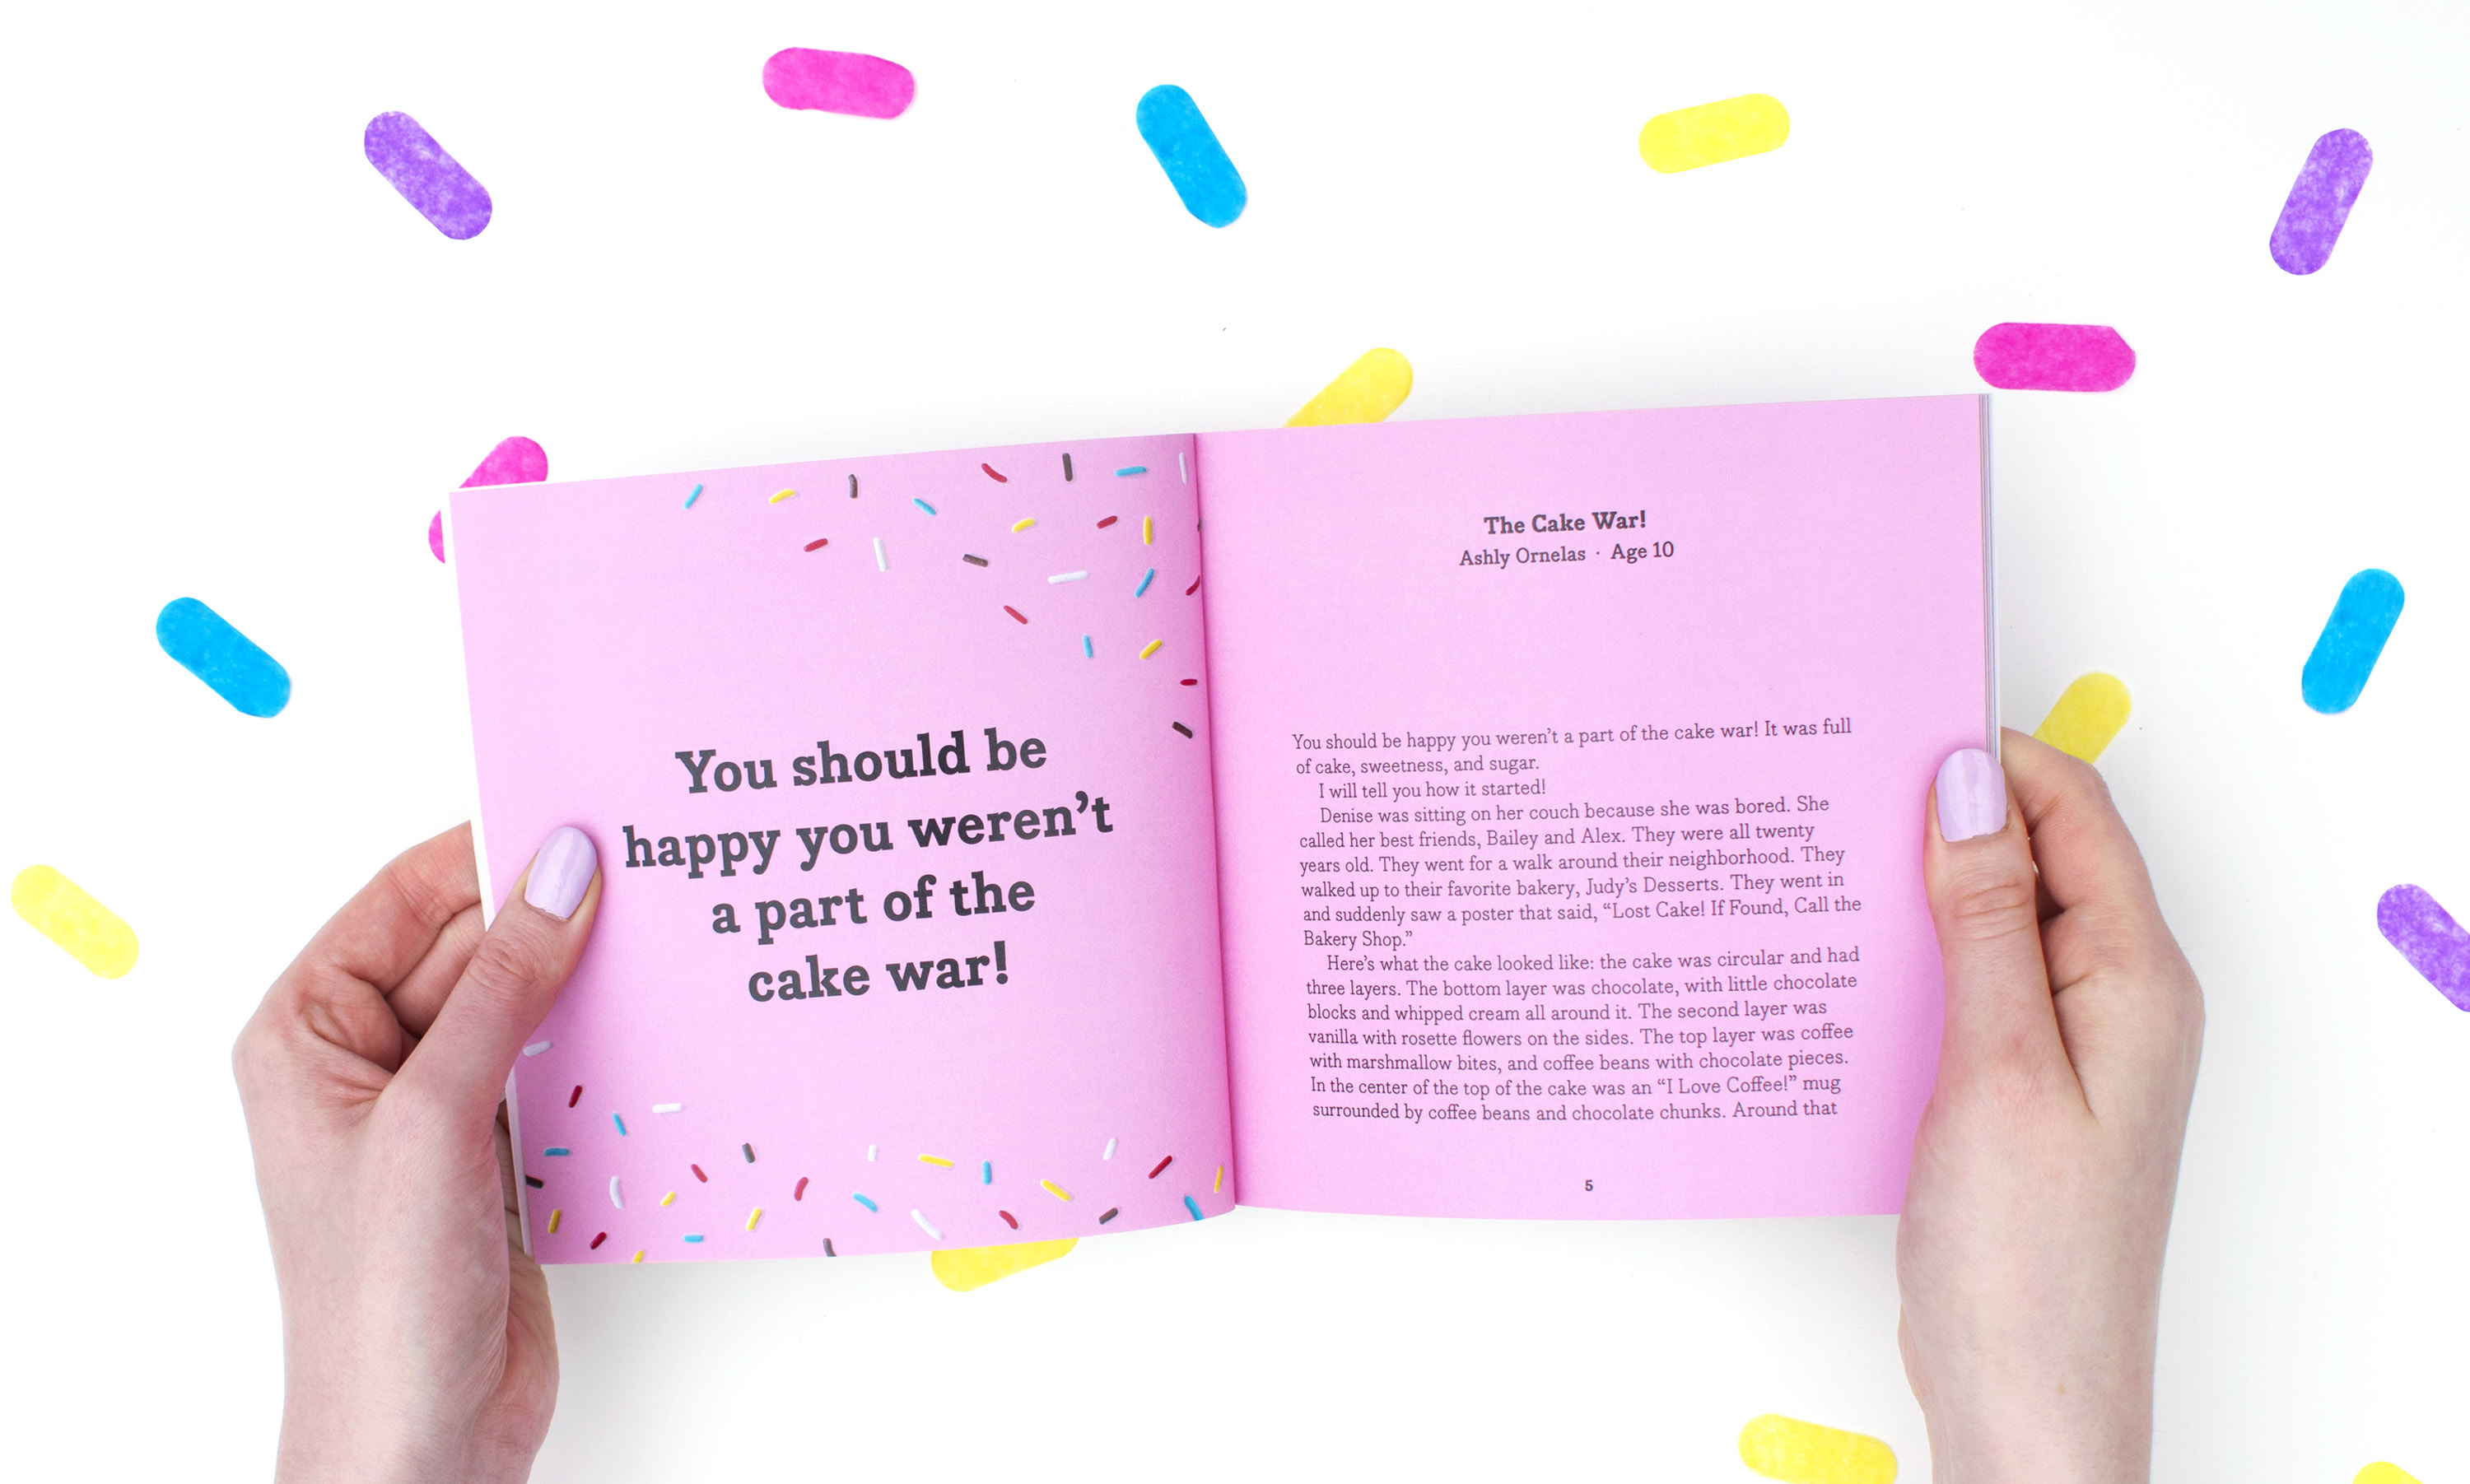 You should be
happy you weren't
a part of the
cake war!
The Cake War!
Ashly Ornelas · Age 10
You should be happy you weren't a part of the cake war! It was full
of cake, sweetness, and sugar.
I will tell you how it started!
Denise was sitting on her couch because she was bored. She
called her best friends, Bailey and Alex. They were all twenty
years old. They went for a walk around their neighborhood. They
walked up to their favorite bakery, Judy's Desserts. They went in
and suddenly saw a poster that said, “Lost Cake! If Found, Call the
Bakery Shop.”
Here's what the cake looked like: the cake was circular and had
three layers. The bottom layer was chocolate, with little chocolate
blocks and whipped cream all around it. The second layer was
vanilla with rosette flowers on the sides. The top layer was coffee
with marshmallow bites, and coffee beans with chocolate pieces.
In the center of the top of the cake was an “I Love Coffee!” mug
surrounded by coffee beans and chocolate chunks. Around that
5